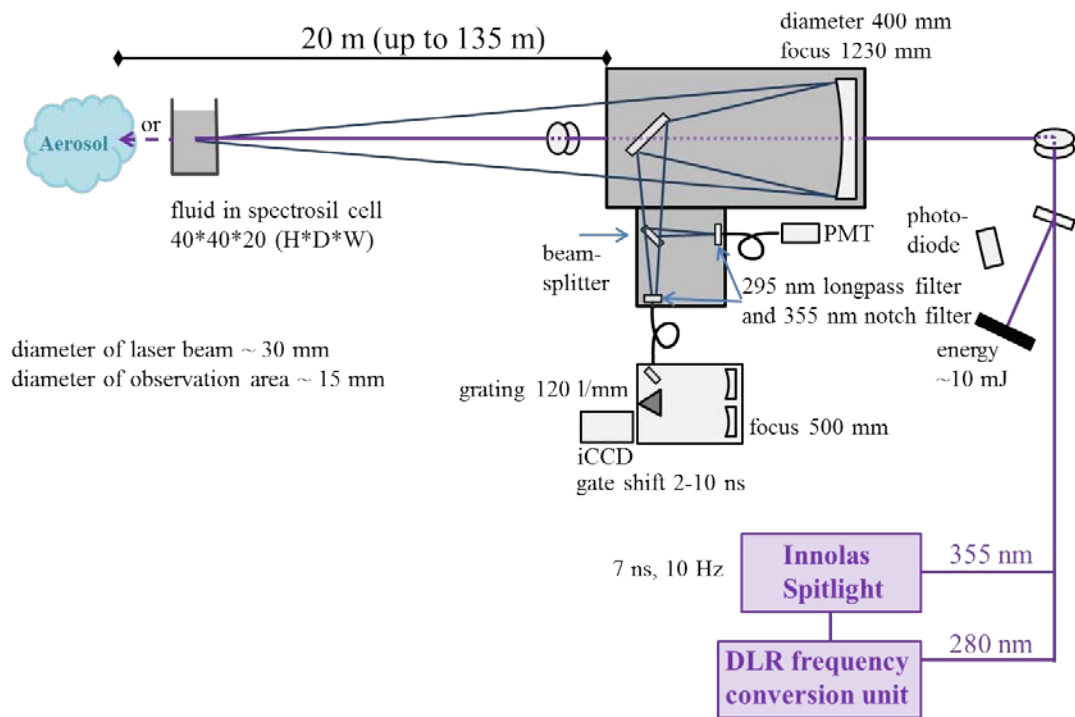 diameter 400 mm
focus 1230 mm
20 m (up to 135 m)
or
Aerosol
fluid in spectrosil cell
40*40*20 (H*D*W)
beam-
splitter
PMT
photo-
diode
295 nm longpass filter
and 355 nm notch filter
energy
~10 mJ
diameter of laser beam ~ 30 mm
diameter of observation area ~ 15 mm
grating 120 l/mm
focus 500 mm
iCCD
gate shift 2-10 ns
7 ns, 10 Hz
Innolas
Spitlight
355 nm
DLR frequency
conversion unit
280 nm